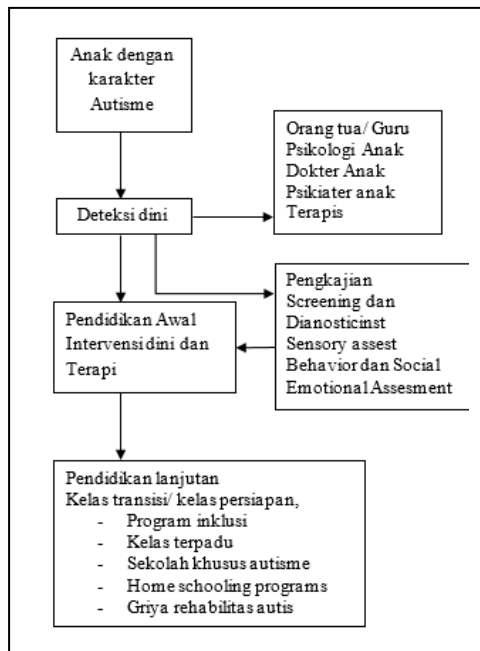 Anak dengan
karakter
Autisme
Orang tua/ Guru
Psikologi Anak
Dokter Anak
Psikiater anak
Terapis
Deteksi dini
Pengkajian
Screening dan
Dianosticinst
Sensory assest
Behavior dan Social
Emotional Assesment
Pendidikan Awal
Intervensi dini dan
Terapi
Pendidikan lanjutan
Kelas transisi/ kelas persiapan,
- Program inklusi
- Kelas terpadu
- Sekolah khusus autisme
- Home schooling programs
- Griya rehabilitas autis